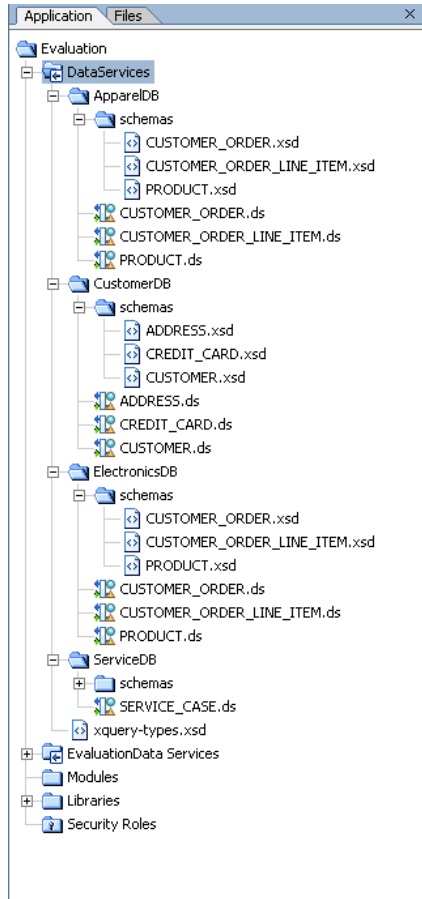 Application Files
Evaluation
DataServices
ApparelDB
schemas
CUSTOMER_ORDER.xsd
CUSTOMER_ORDER_LINE_ITEM.xsd
PRODUCT.xsd
CUSTOMER_ORDER.ds
CUSTOMER_ORDER_LINE_ITEM.ds
PRODUCT.ds
CustomerDB
schemas
ADDRESS.xsd
CREDIT_CARD.xsd
CUSTOMER.xsd
ADDRESS.ds
CREDIT_CARD.ds
CUSTOMER.ds
ElectronicsDB
schemas
CUSTOMER_ORDER.xsd
CUSTOMER_ORDER_LINE_ITEM.xsd
PRODUCT.xsd
CUSTOMER_ORDER.ds
CUSTOMER_ORDER_LINE_ITEM.ds
PRODUCT.ds
ServiceDB
schemas
SERVICE_CASE.ds
xquery-types.xsd
EvaluationData Services
Modules
Libraries
Security Roles